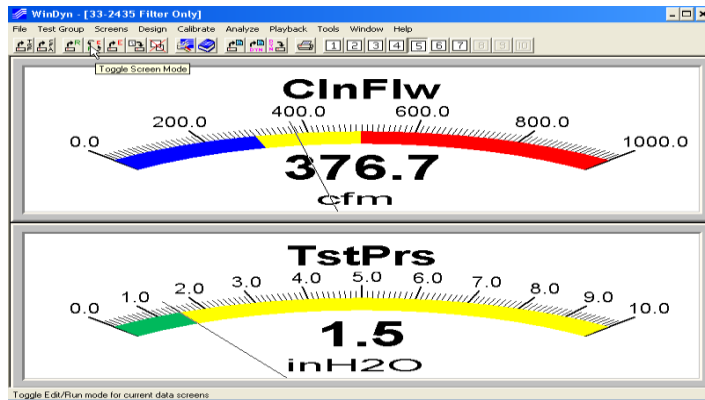 WinDyn - [33-2435 Filter Only]
File Test Group Screens Design Calibrate Analyze Playback Tools Window Help
1 2 3 4 5 6 7 8 9 10
Toggle Screen Mode
ClnFlw
0.0 200.0 400.0 600.0 800.0 1000.0
376.7
cfm
TstPrs
0.0 1.0 2.0 3.0 4.0 5.0 6.0 7.0 8.0 9.0 10.0
1.5
inH2O
Toggle Edit/Run mode for current data screens